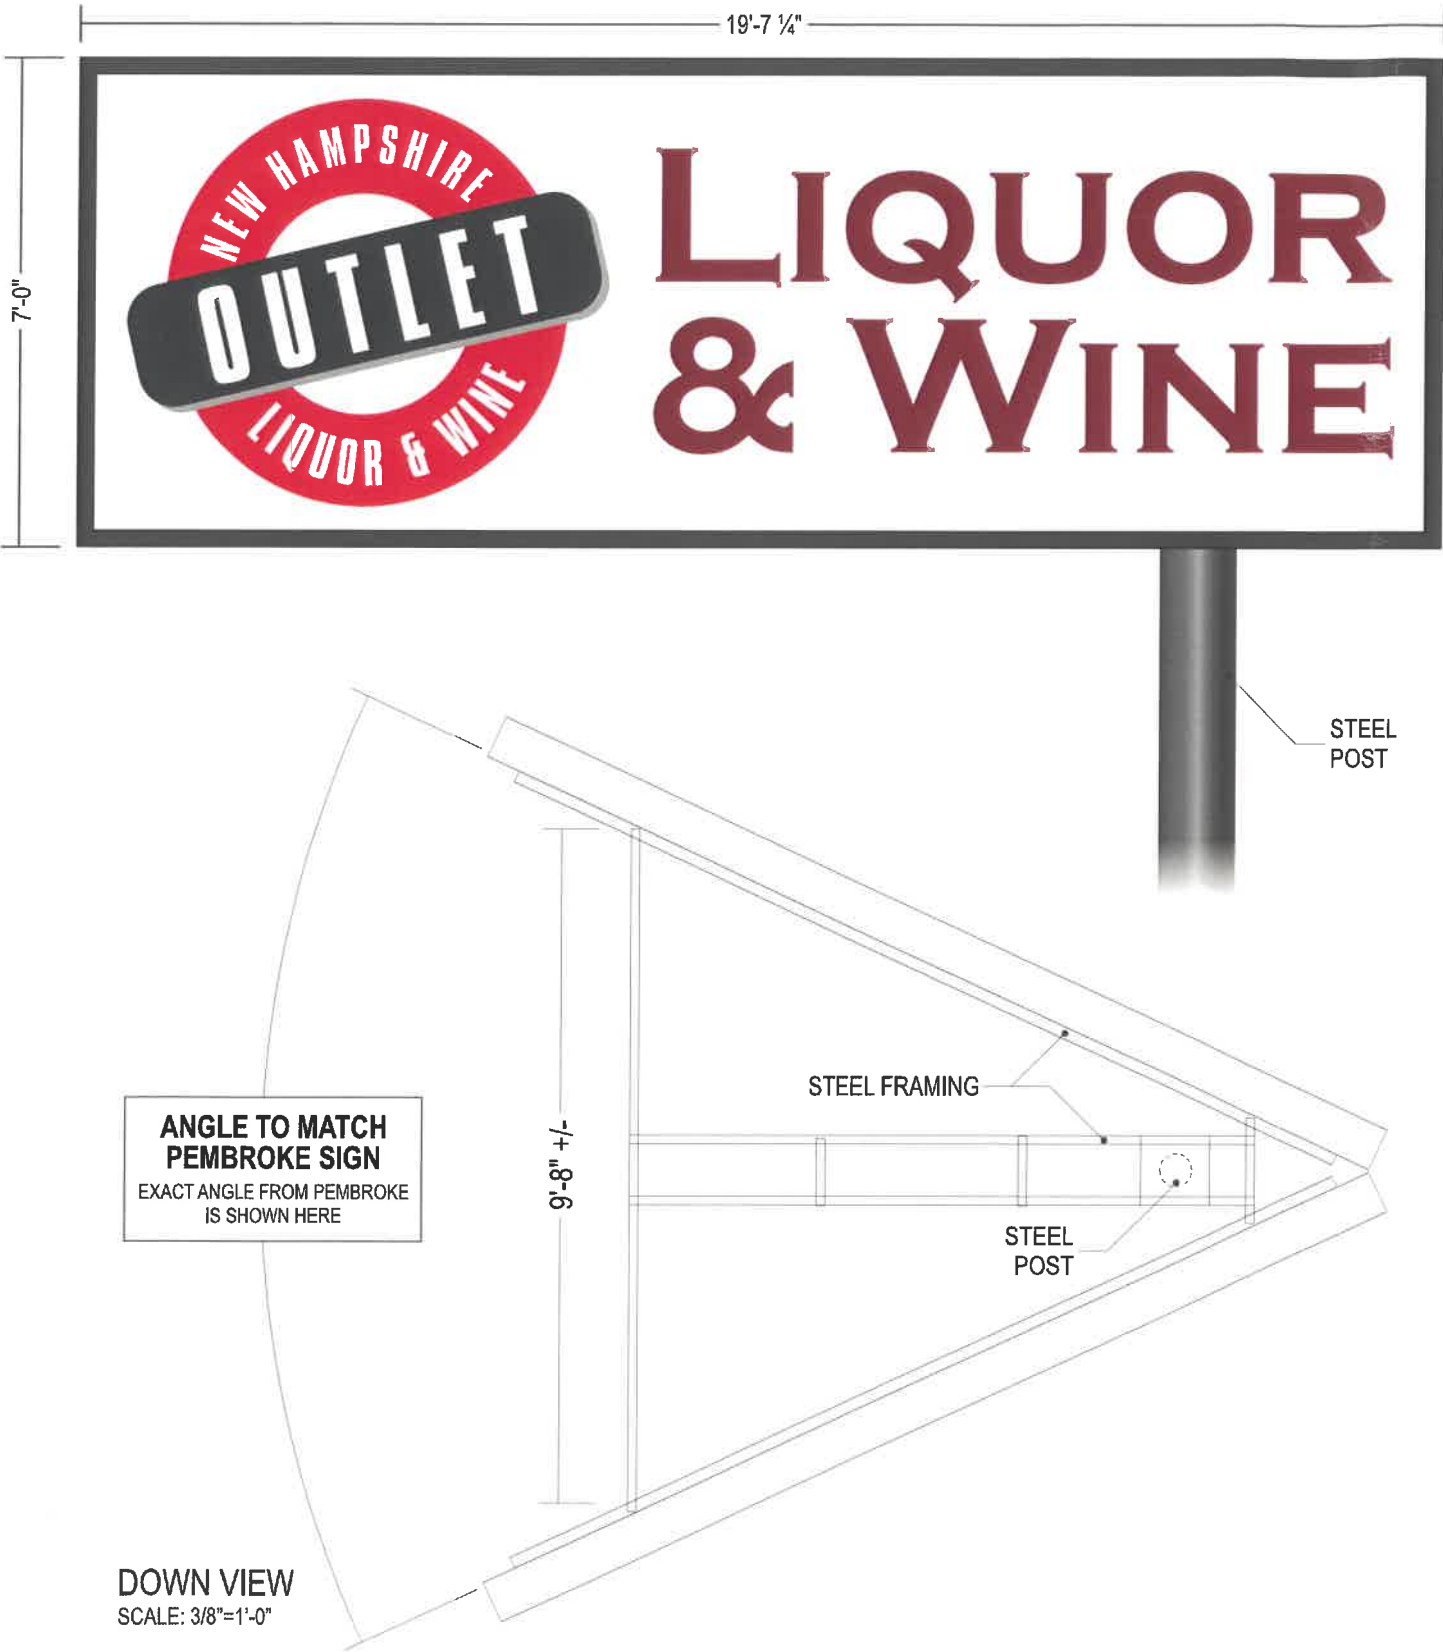 19'-7 ¼"
7'-0"
NEW HAMPSHIRE
OUTLET
LIQUOR & WINE
LIQUOR
& WINE
STEEL
POST
STEEL FRAMING
ANGLE TO MATCH
PEMBROKE SIGN
EXACT ANGLE FROM PEMBROKE
IS SHOWN HERE
9'-8" +/-
STEEL
POST
DOWN VIEW
SCALE: 3/8"=1'-0"